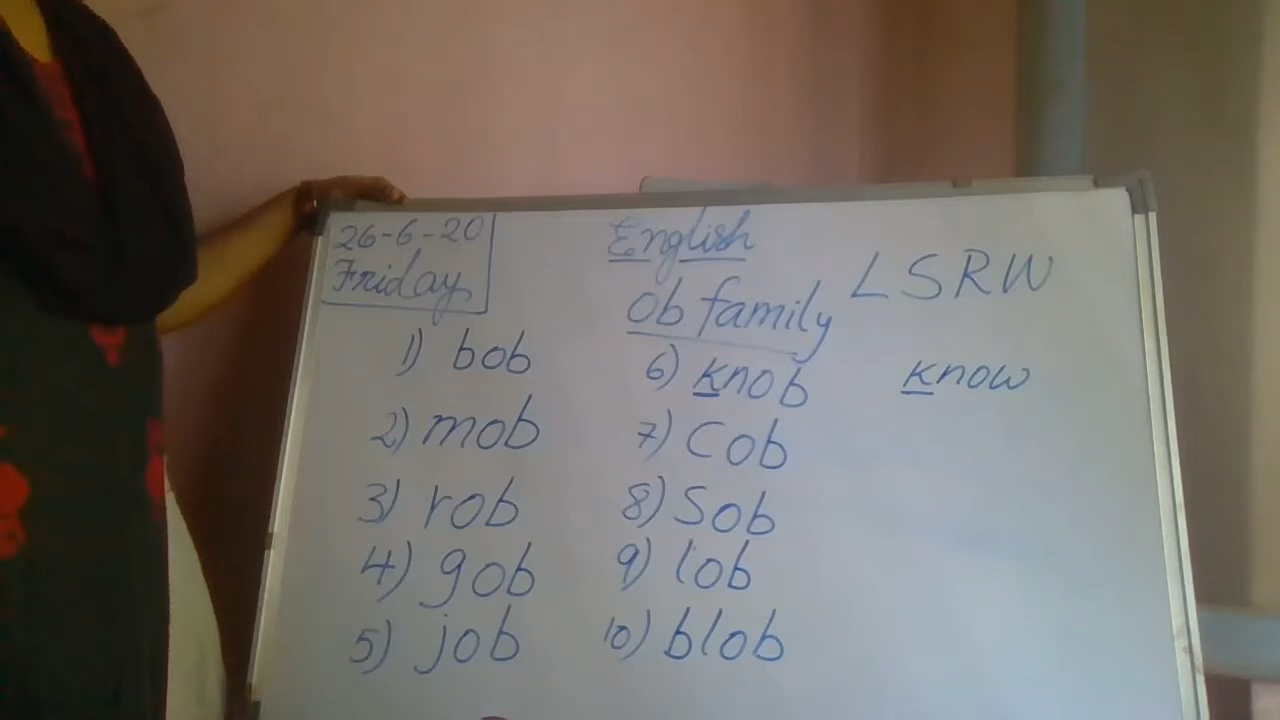 26-6-20
Friday
English
LSRW
Ob family
1) bob
2) mob
3) rob
4) gob
5) job
6) knob
know
7) Cob
8) Sob
9) lob
10) blob